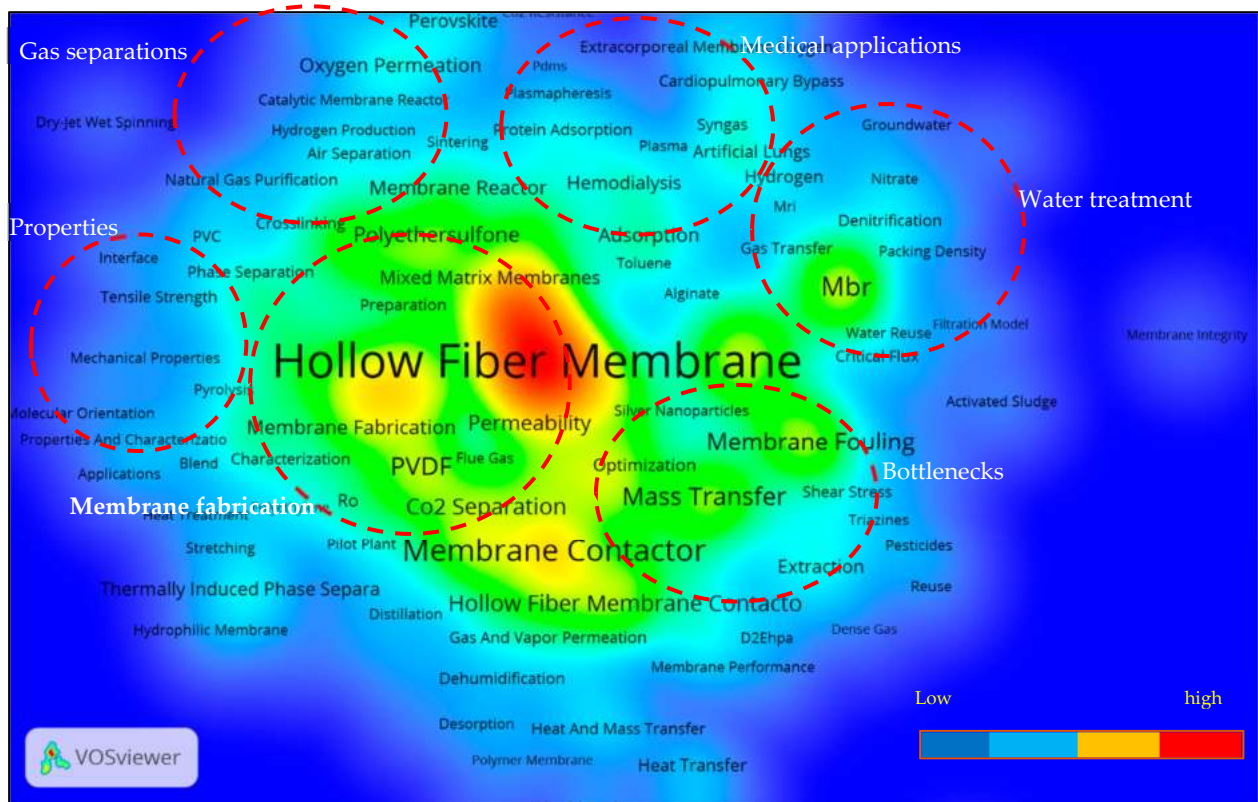 Perovskite
Co2 Resistance
Gas separations
Extracorporeal Membrane
Medical applications
Oxygen Permeation
Pdms
Cardiopulmonary Bypass
Catalytic Membrane Reacto
Plasmapheresis
Dry-Jet Wet Spinning
Hydrogen Production
Protein Adsorption
Syngas
Groundwater
Sintering
Plasma
Artificial Lungs
Air Separation
Natural Gas Purification
Membrane Reactor
Hemodialysis
Hydrogen
Nitrate
Water treatment
Mri
Properties
PVC
Crosslinking
Polyethersulfone
Adsorption
Denitrification
Gas Transfer
Packing Density
Interface
Phase Separation
Mixed Matrix Membranes
Toluene
Tensile Strength
Preparation
Alginate
Mbr
Water Reuse
Filtration Model
Membrane Integrity
Mechanical Properties
Hollow Fiber Membrane
Critical Flux
Pyrolysis
Molecular Orientation
Silver Nanoparticles
Activated Sludge
Properties And Characterizatio
Membrane Fabrication
Permeability
Membrane Fouling
Applications
Blend
Characterization
PVDF
Flue Gas
Optimization
Bottlenecks
Membrane fabrication
Ro
Co2 Separation
Mass Transfer
Shear Stress
Heat Treatment
Triazines
Stretching
Pilot Plant
Membrane Contactor
Pesticides
Extraction
Thermally Induced Phase Separa
Reuse
Distillation
Hollow Fiber Membrane Contacto
Hydrophilic Membrane
Gas And Vapor Permeation
D2Ehpa
Dense Gas
Membrane Performance
Dehumidification
Low
high
Desorption
Heat And Mass Transfer
VOSviewer
Polymer Membrane
Heat Transfer